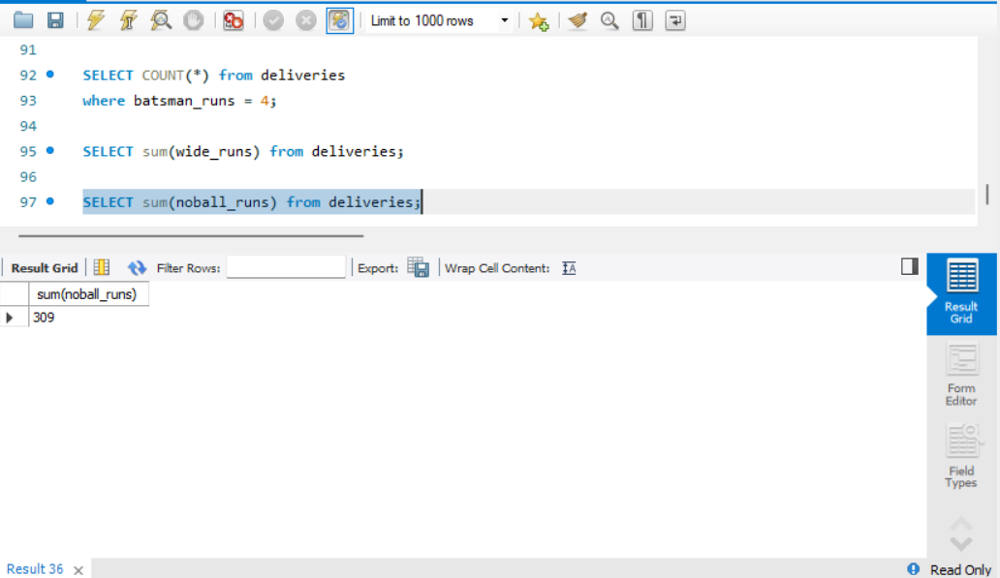 Limit to 1000 rows
91
92 SELECT COUNT(*) from deliveries
93 where batsman_runs = 4;
94
95 SELECT sum(wide_runs) from deliveries;
96
97 SELECT sum(noball_runs) from deliveries;
Result Grid Filter Rows: Export: Wrap Cell Content: IA
sum(noball_runs)
309
Result
Grid
Form
Editor
Field
Types
Result 36 × Read Only